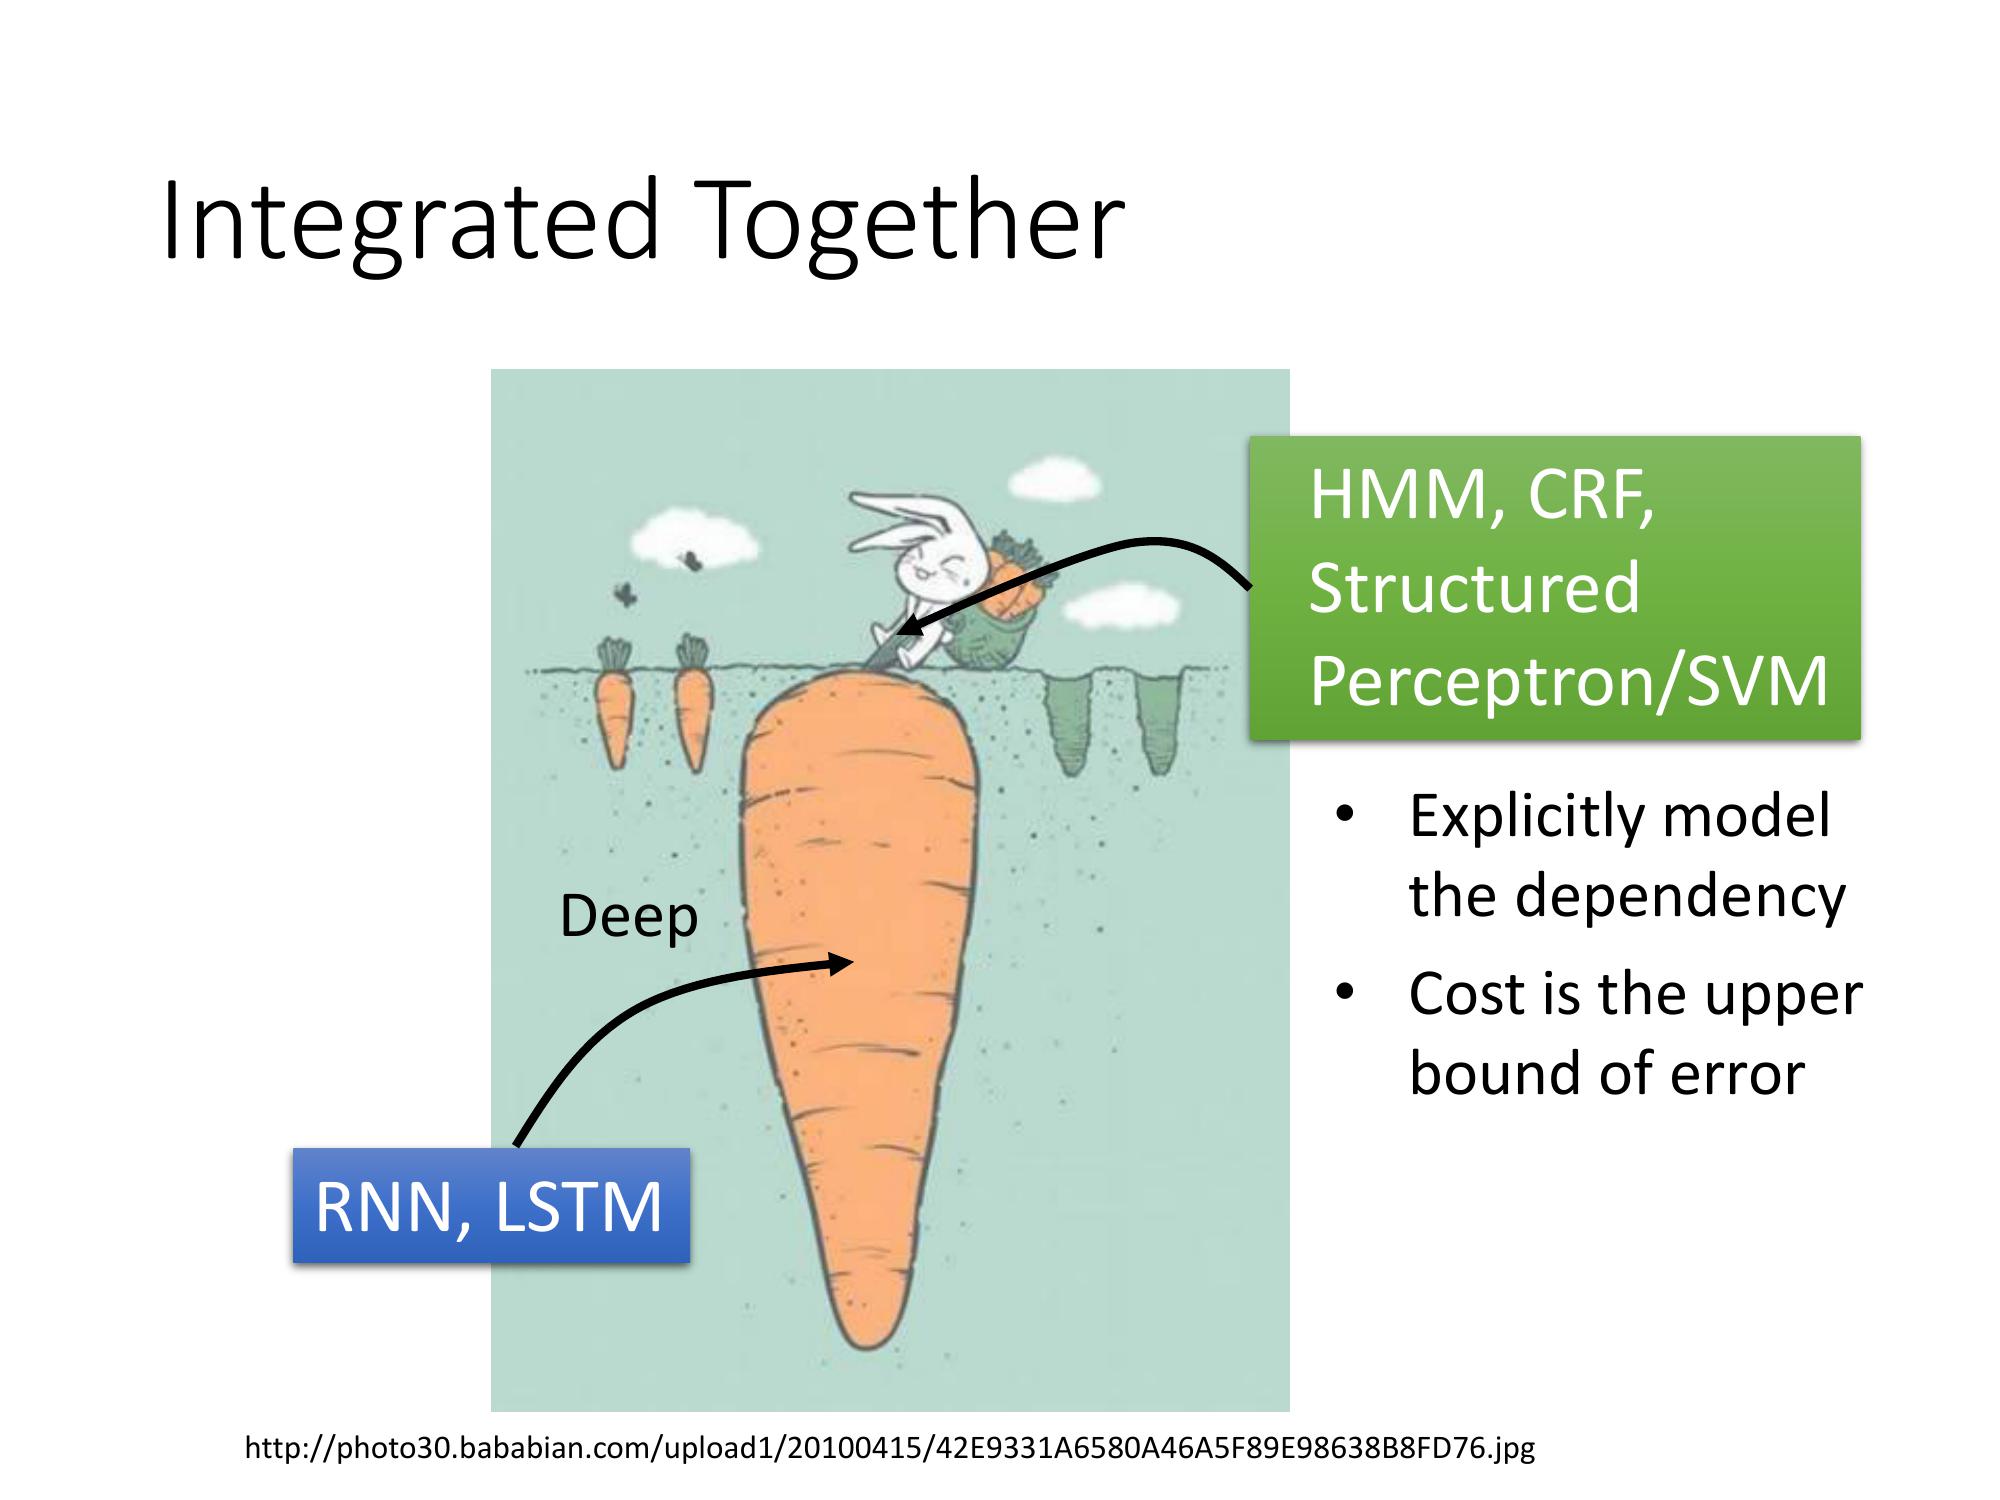 Integrated Together
HMM, CRF,
Structured
Perceptron/SVM
• Explicitly model
the dependency
• Cost is the upper
bound of error
Deep
RNN, LSTM
http://photo30.bababian.com/upload1/20100415/42E9331A6580A46A5F89E98638B8FD76.jpg